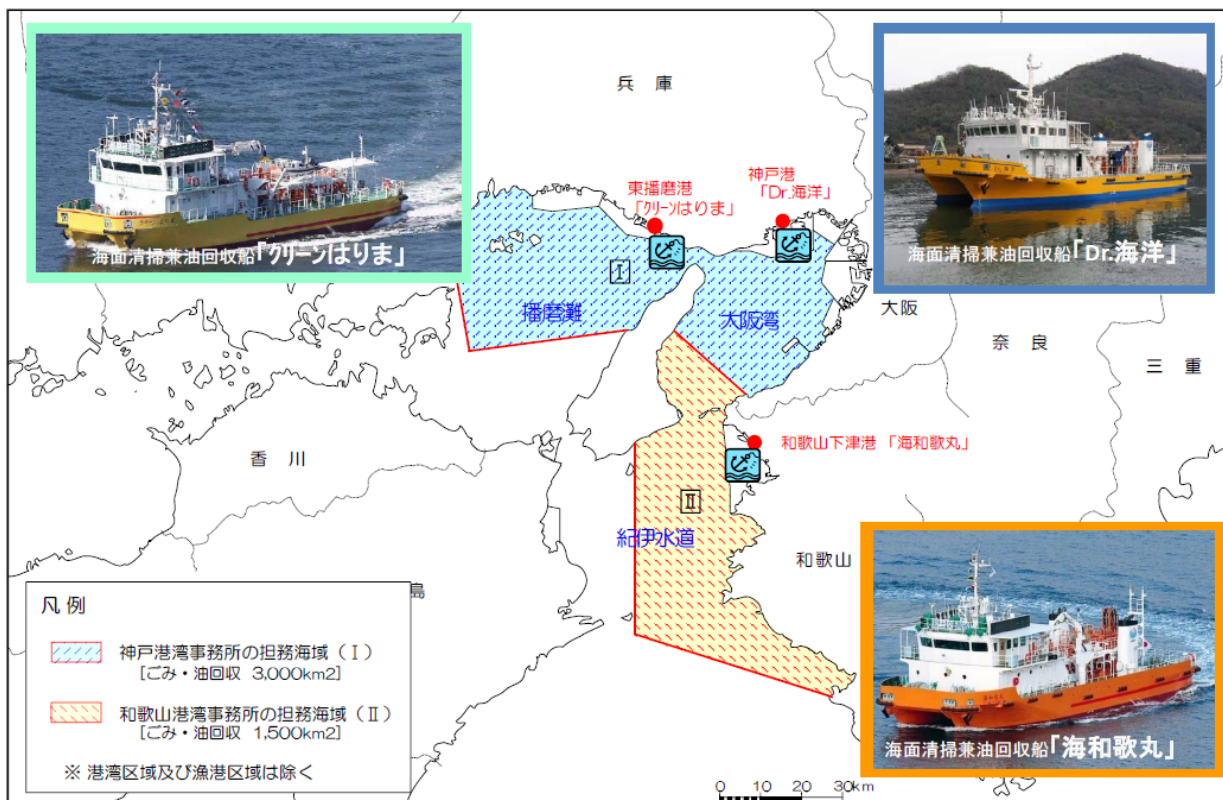 兵 庫
海面清掃兼油回収船「クリーンはりま」
東播磨港
「クリーンはりま」
神戸港
「Dr.海洋」
海面清掃兼油回収船「Dr.海洋」
Ⅰ
播磨灘
大阪湾
大阪
奈 良
三 重
香 川
和歌山下津港 「海和歌丸」
Ⅱ
紀伊水道
和歌山
島
海面清掃兼油回収船「海和歌丸」
凡 例
神戸港湾事務所の担務海域(Ⅰ)
[ごみ・油回収 3,000km2]
和歌山港湾事務所の担務海域(Ⅱ)
[ごみ・油回収 1,500km2]
※ 港湾区域及び漁港区域は除く
0 10 20 30km